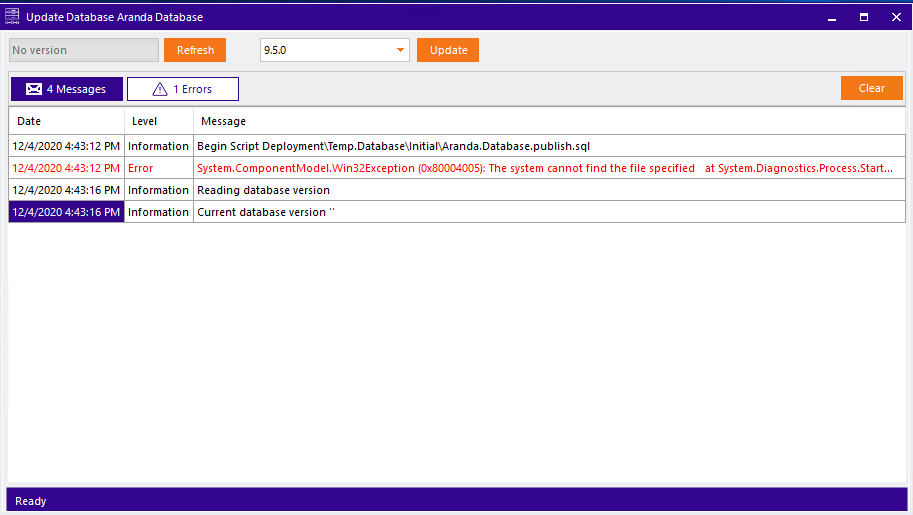 Update Database Aranda Database
No version Refresh 9.5.0 Update
4 Messages 1 Errors Clear
Date Level Message
12/4/2020 4:43:12 PM Information Begin Script Deployment\Temp.Database\Initial\Aranda.Database.publish.sql
12/4/2020 4:43:12 PM Error System.ComponentModel.Win32Exception (0x80004005): The system cannot find the file specified at System.Diagnostics.Process.Start...
12/4/2020 4:43:16 PM Information Reading database version
12/4/2020 4:43:16 PM Information Current database version ''
Ready